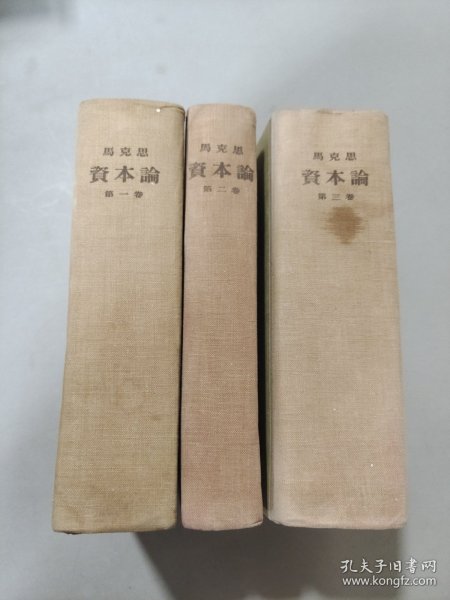 馬克思
資本論
第一卷
馬克思
資本論
第二卷
馬克思
資本論
第三卷
孔夫子旧书网
www.kongfz.com